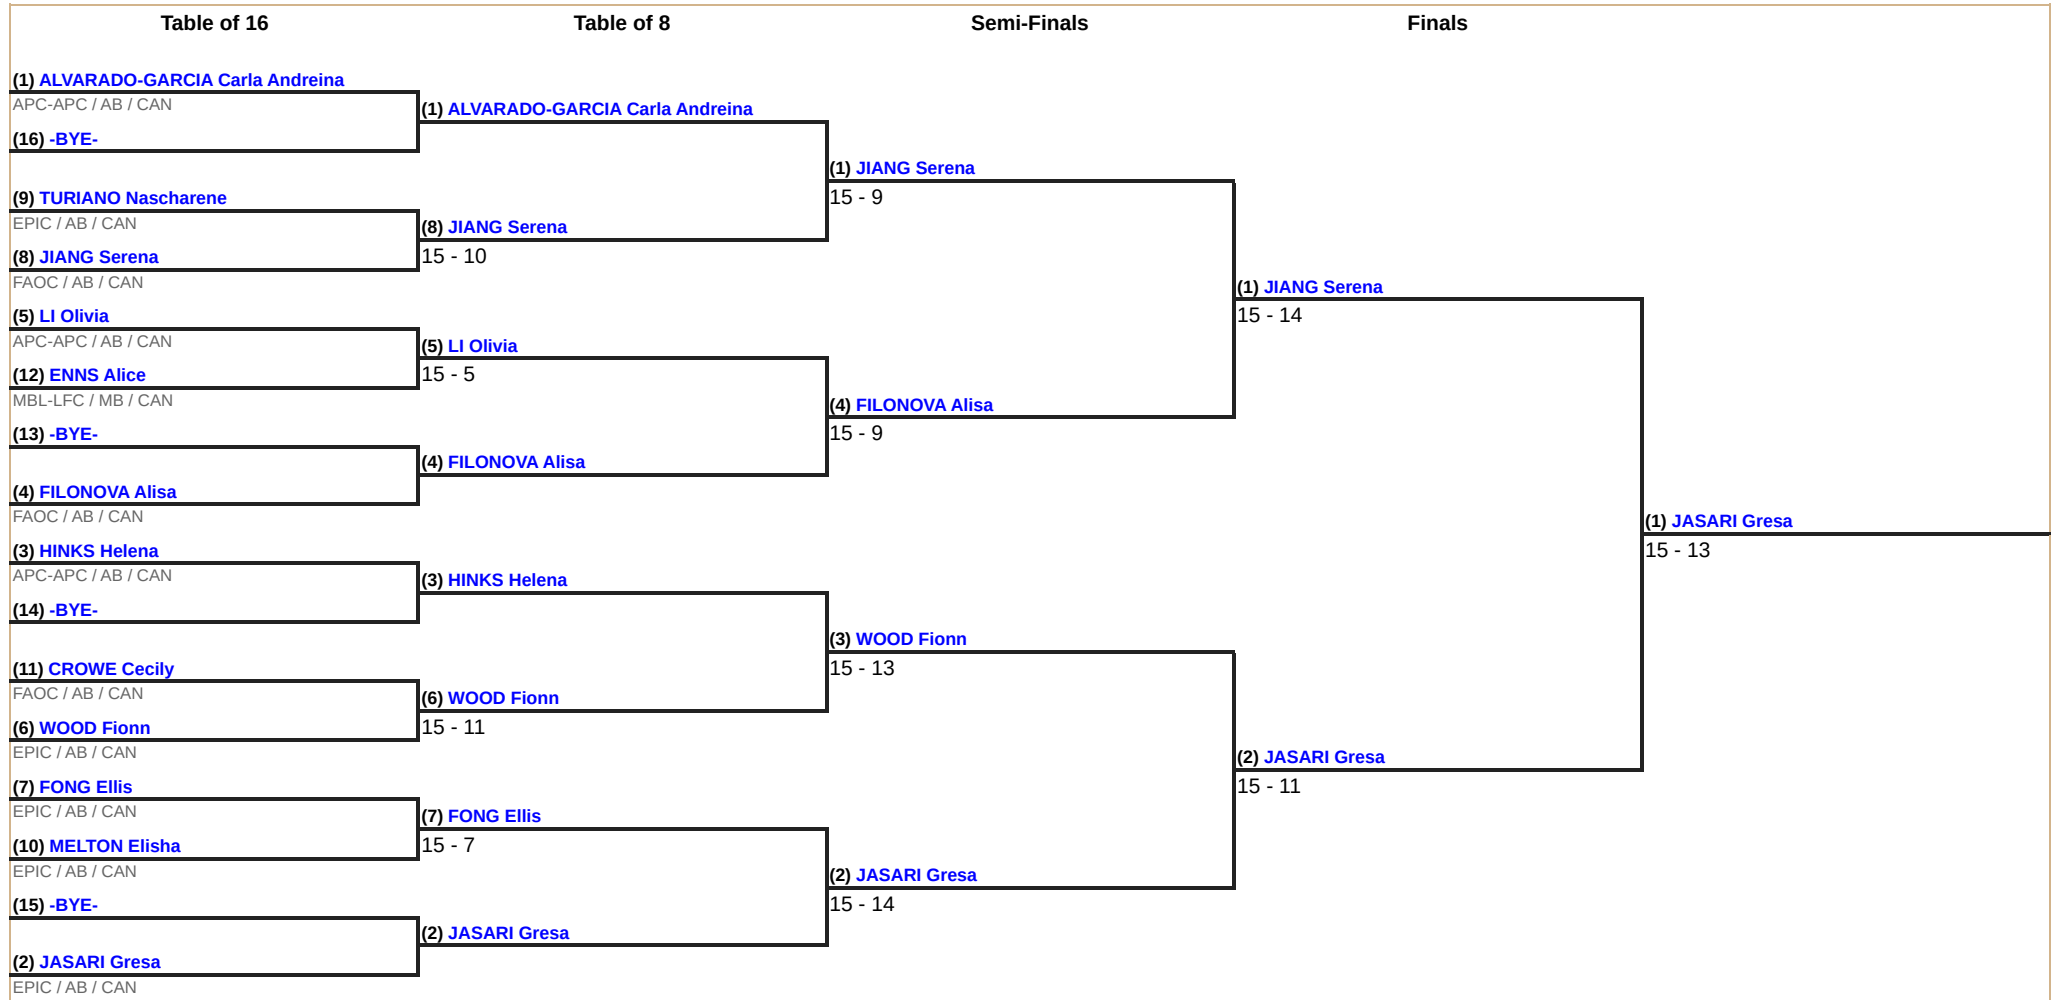 Table of 16
Table of 8
Semi-Finals
Finals
(1) ALVARADO-GARCIA Carla Andreina
APC-APC / AB / CAN
(16) -BYE-
(9) TURIANO Nascharene
EPIC / AB / CAN
(8) JIANG Serena
FAOC / AB / CAN
(5) LI Olivia
APC-APC / AB / CAN
(12) ENNS Alice
MBL-LFC / MB / CAN
(13) -BYE-
(4) FILONOVA Alisa
FAOC / AB / CAN
(3) HINKS Helena
APC-APC / AB / CAN
(14) -BYE-
(11) CROWE Cecily
FAOC / AB / CAN
(6) WOOD Fionn
EPIC / AB / CAN
(7) FONG Ellis
EPIC / AB / CAN
(10) MELTON Elisha
EPIC / AB / CAN
(15) -BYE-
(2) JASARI Gresa
EPIC / AB / CAN
(1) ALVARADO-GARCIA Carla Andreina
(8) JIANG Serena
15 - 10
(5) LI Olivia
15 - 5
(4) FILONOVA Alisa
(3) HINKS Helena
(6) WOOD Fionn
15 - 11
(7) FONG Ellis
15 - 7
(2) JASARI Gresa
(1) JIANG Serena
15 - 9
(4) FILONOVA Alisa
15 - 9
(3) WOOD Fionn
15 - 13
(2) JASARI Gresa
15 - 14
(1) JIANG Serena
15 - 14
(2) JASARI Gresa
15 - 11
(1) JASARI Gresa
15 - 13